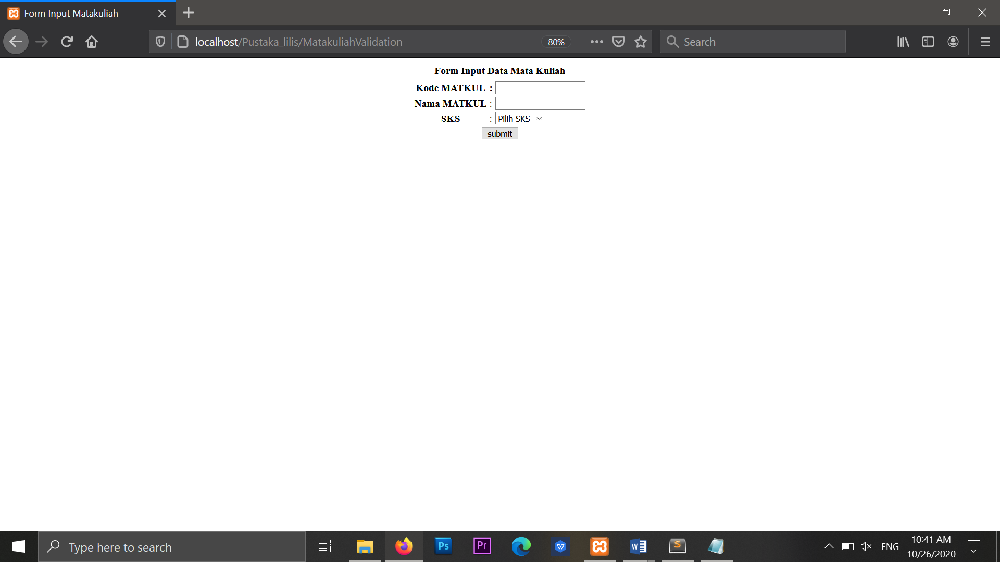 Form Input Matakuliah
localhost/Pustaka_lilis/MatakuliahValidation
80%
Search
Form Input Data Mata Kuliah
Kode MATKUL :
Nama MATKUL :
SKS : Pilih SKS
submit
Type here to search
Ps
Pr
W
S
ENG
10:41 AM
10/26/2020